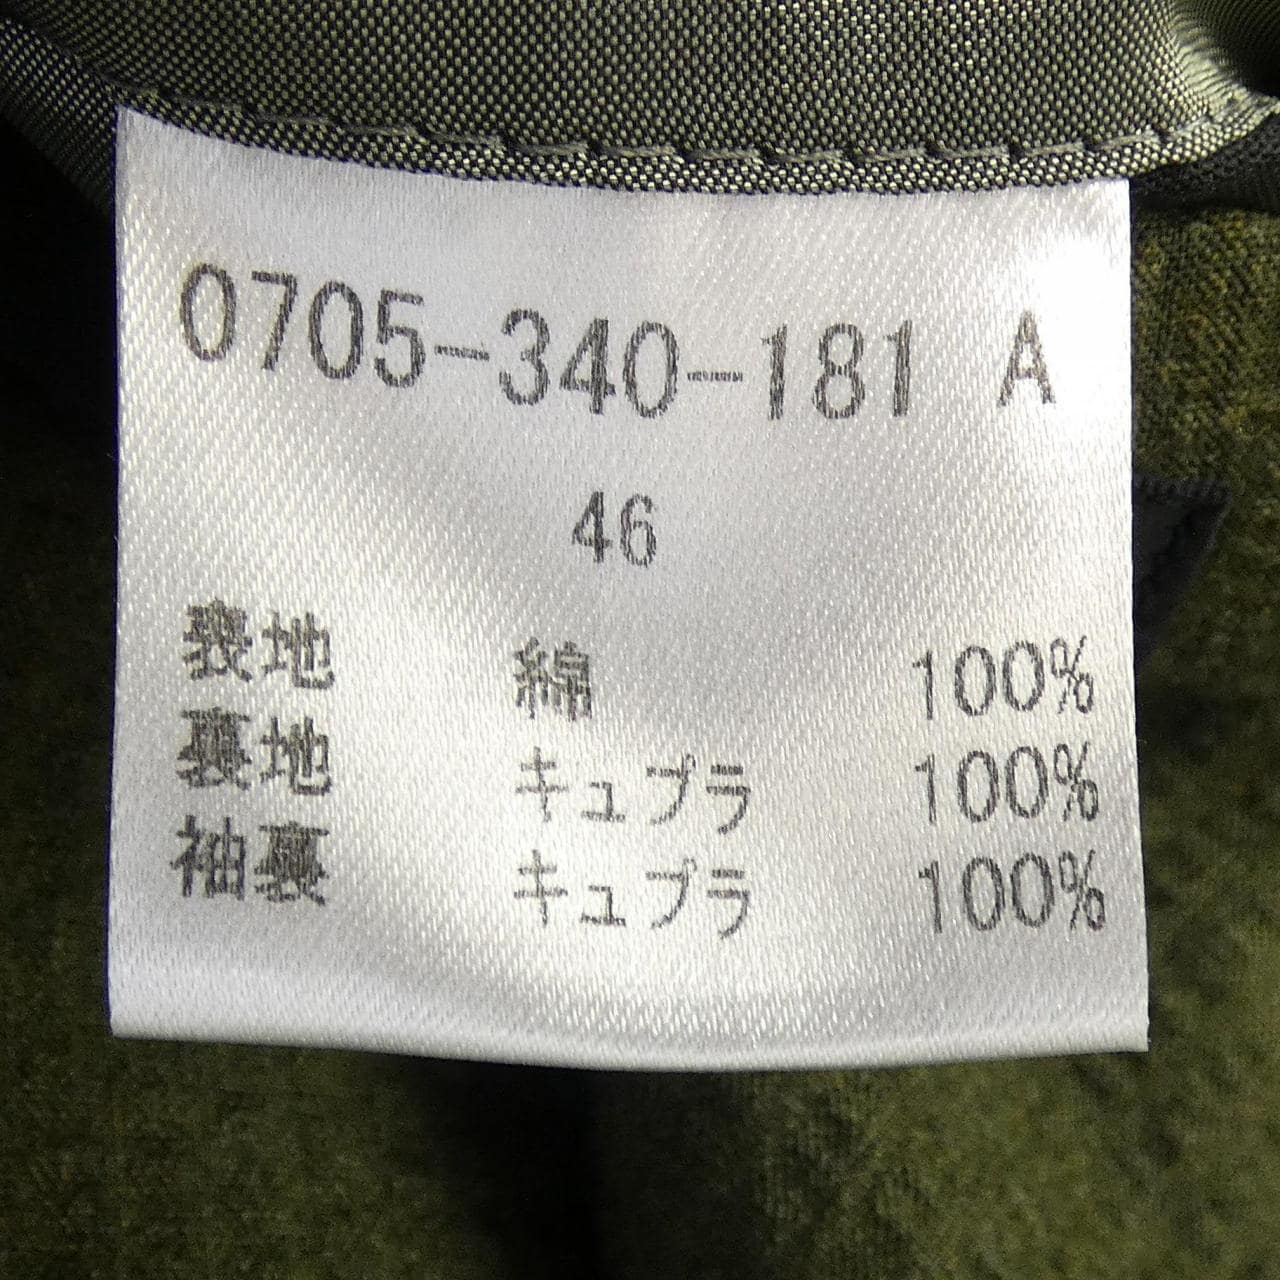 0705-340-181 A
46
表地 綿 100%
裏地 キュプラ 100%
袖裏 キュプラ 100%